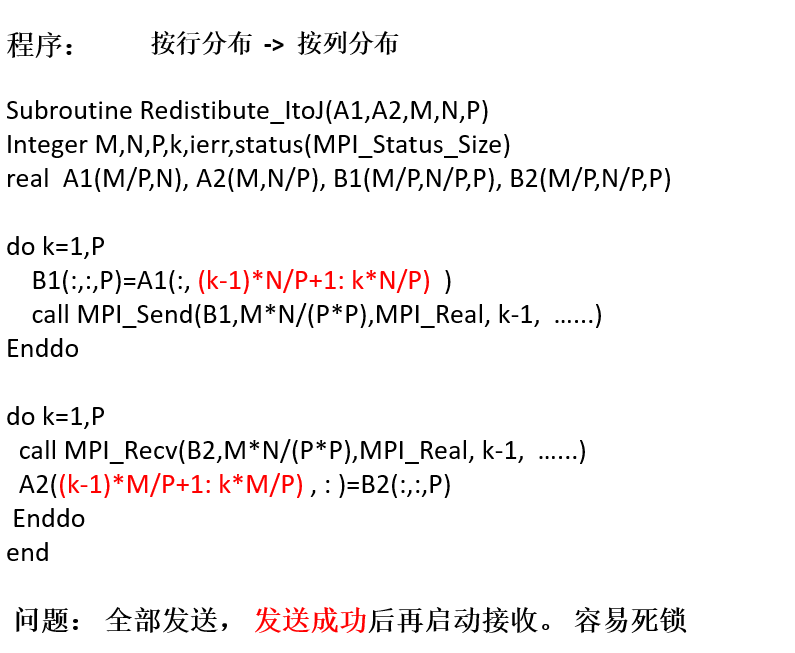 程序： 按行分布 -> 按列分布
Subroutine Redistibute_ItoJ(A1,A2,M,N,P)
Integer M,N,P,k,ierr,status(MPI_Status_Size)
real A1(M/P,N), A2(M,N/P), B1(M/P,N/P,P), B2(M/P,N/P,P)
do k=1,P
B1(:,:,P)=A1(:, (k-1)*N/P+1: k*N/P) )
call MPI_Send(B1,M*N/(P*P),MPI_Real, k-1, …...)
Enddo
do k=1,P
call MPI_Recv(B2,M*N/(P*P),MPI_Real, k-1, …...)
A2((k-1)*M/P+1: k*M/P) , : )=B2(:,:,P)
Enddo
end
问题： 全部发送， 发送成功后再启动接收。 容易死锁